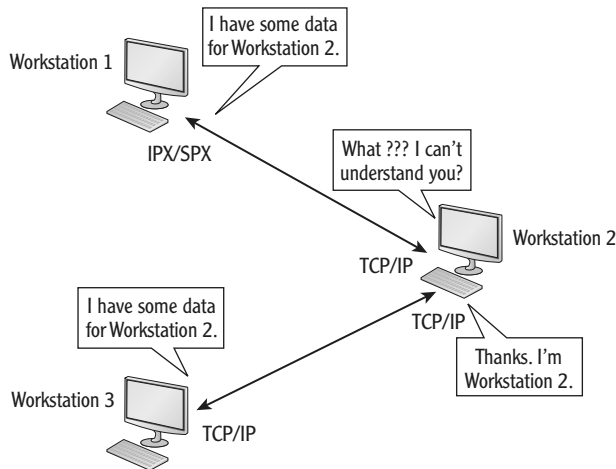 I have some data
for Workstation 2.
Workstation 1
IPX/SPX
What ??? I can't
understand you?
Workstation 2
TCP/IP
I have some data
for Workstation 2.
TCP/IP
Thanks. I'm
Workstation 2.
Workstation 3
TCP/IP